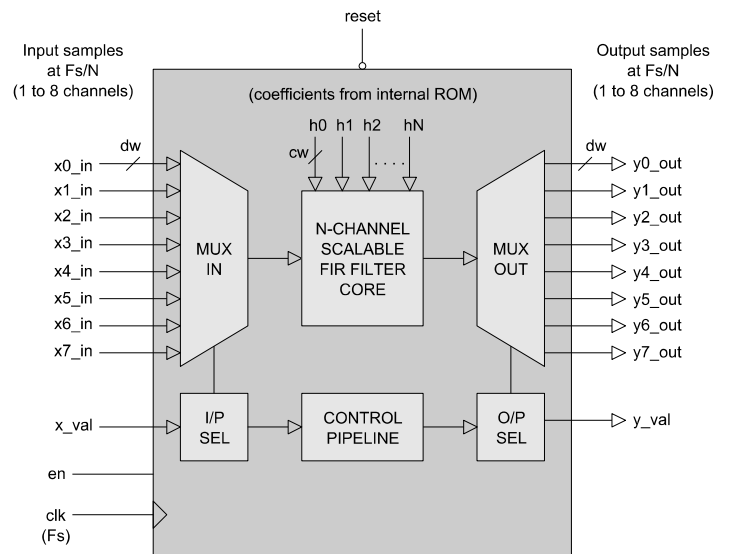 reset
Input samples
at Fs/N
(1 to 8 channels)
Output samples
at Fs/N
(1 to 8 channels)
(coefficients from internal ROM)
h0 h1 h2 hN
cw
dw
dw
x0_in
x1_in
x2_in
x3_in
x4_in
x5_in
x6_in
x7_in
MUX
IN
N-CHANNEL
SCALABLE
FIR FILTER
CORE
MUX
OUT
y0_out
y1_out
y2_out
y3_out
y4_out
y5_out
y6_out
y7_out
x_val
I/P
SEL
CONTROL
PIPELINE
O/P
SEL
y_val
en
clk
(Fs)